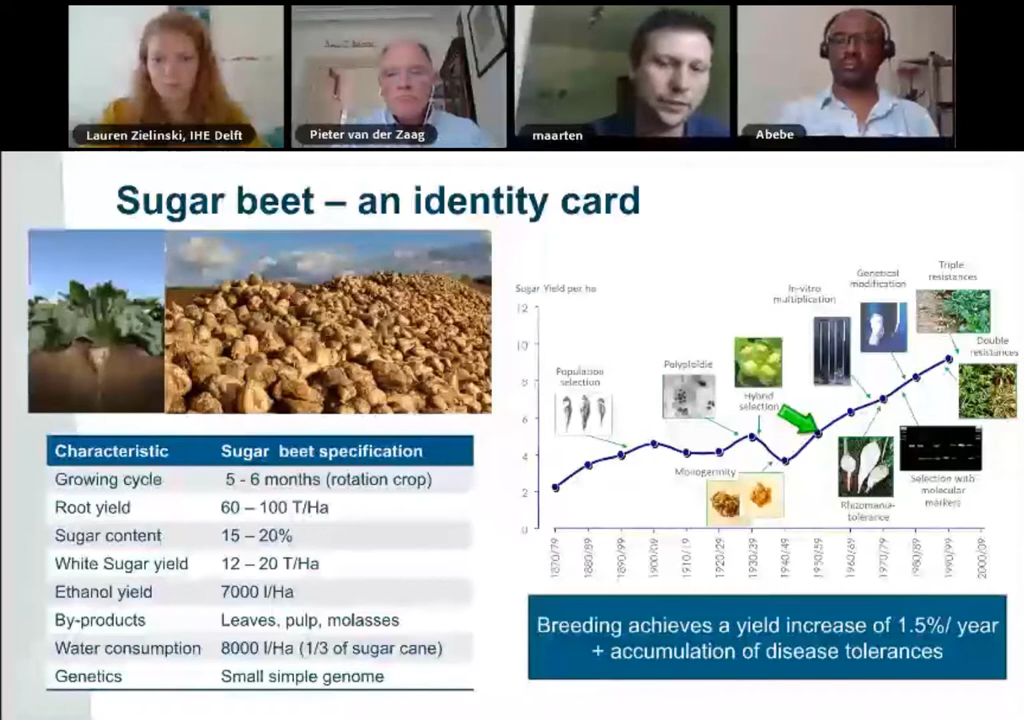 Lauren Zielinski, IHE Delft
Pieter van der Zaag
maarten
Abebe
Sugar beet – an identity card
Characteristic Sugar beet specification
Growing cycle 5 - 6 months (rotation crop)
Root yield 60 – 100 T/Ha
Sugar content 15 – 20%
White Sugar yield 12 – 20 T/Ha
Ethanol yield 7000 l/Ha
By-products Leaves, pulp, molasses
Water consumption 8000 l/Ha (1/3 of sugar cane)
Genetics Small simple genome
Sugar Yield per ha
12
10
8
6
4
2
0
Population
selection
Polyploïdie
Hybrid
selection
Monogermity
In-vitro
multiplication
Genetical
modification
Triple
resistances
Double
resistances
Rhizomania-
tolerance
Selection with
molecular
markers
1870/79
1880/89
1890/99
1900/09
1910/19
1920/29
1930/39
1940/49
1950/59
1960/69
1970/79
1980/89
1990/99
2000/09
Breeding achieves a yield increase of 1.5%/ year
+ accumulation of disease tolerances